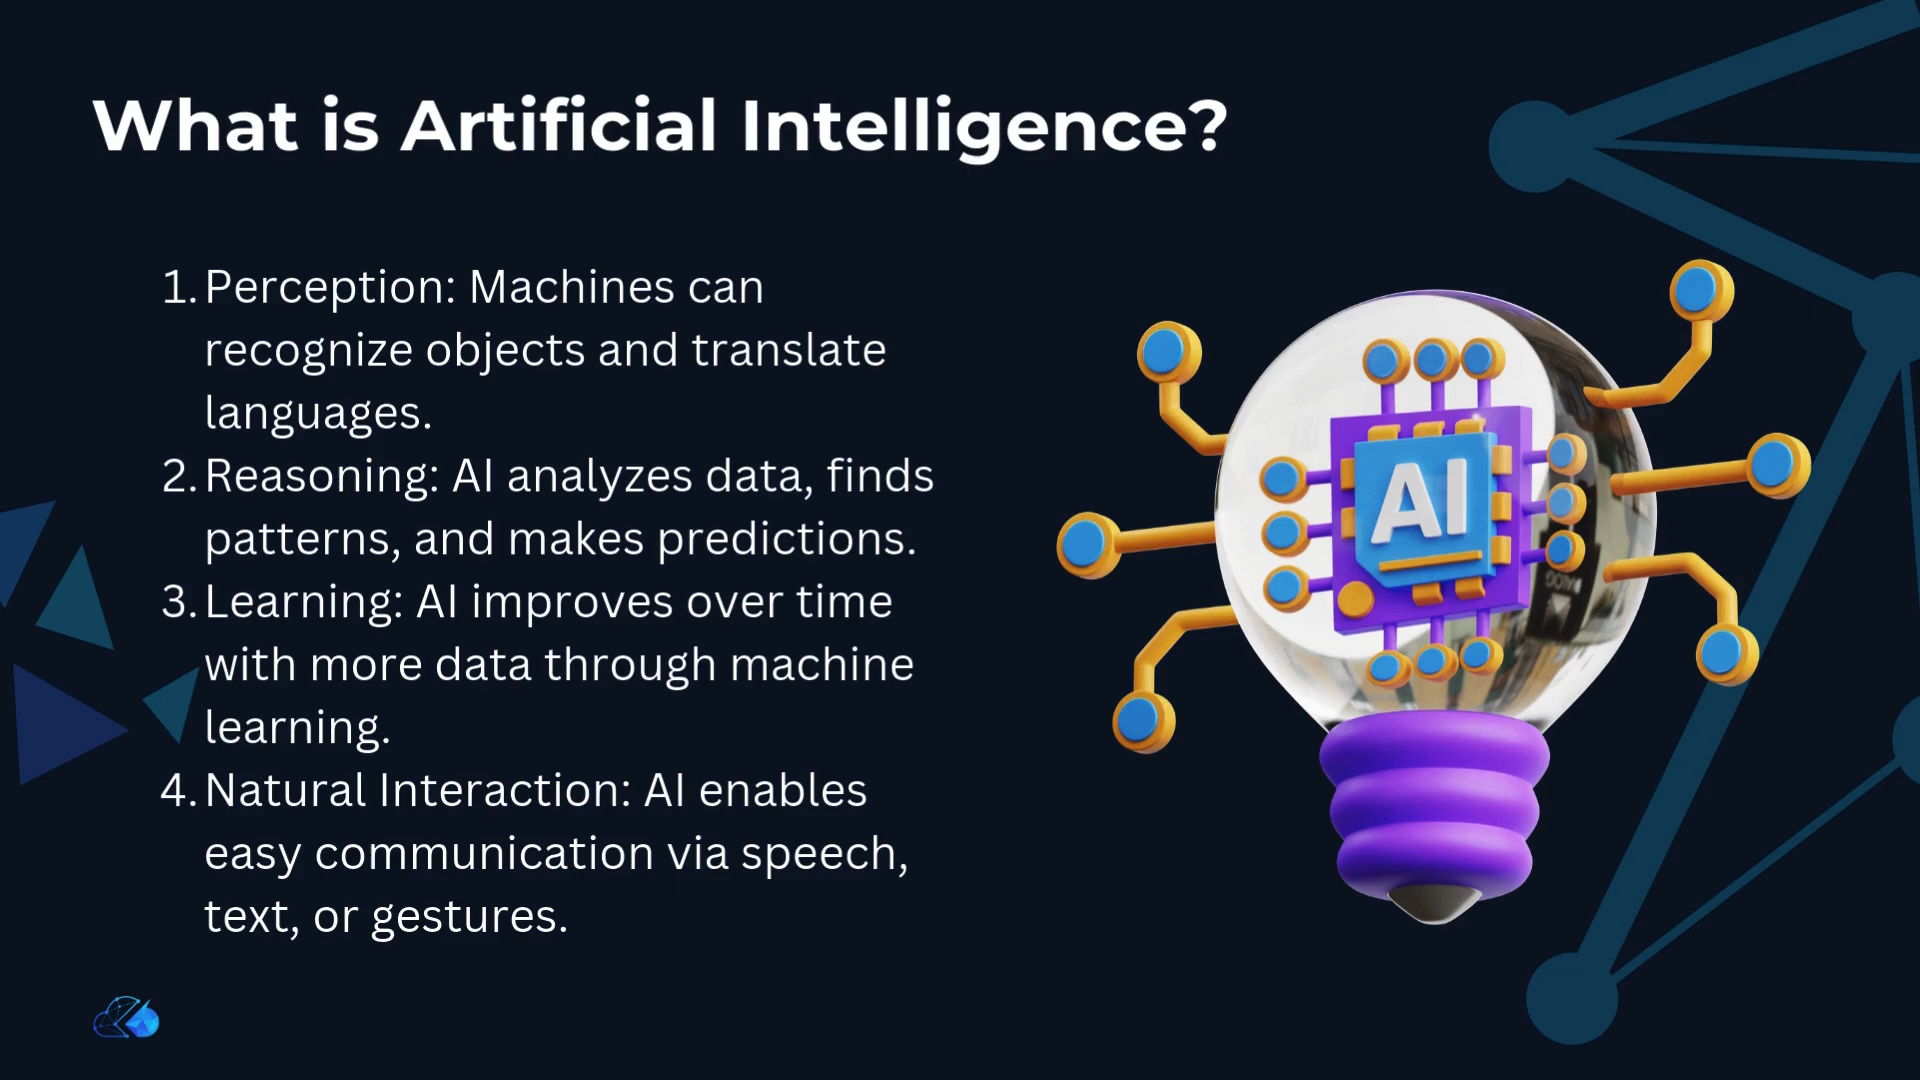 What is Artificial Intelligence?
1. Perception: Machines can
recognize objects and translate
languages.
2. Reasoning: AI analyzes data, finds
patterns, and makes predictions.
3. Learning: AI improves over time
with more data through machine
learning.
4. Natural Interaction: AI enables
easy communication via speech,
text, or gestures.
AI